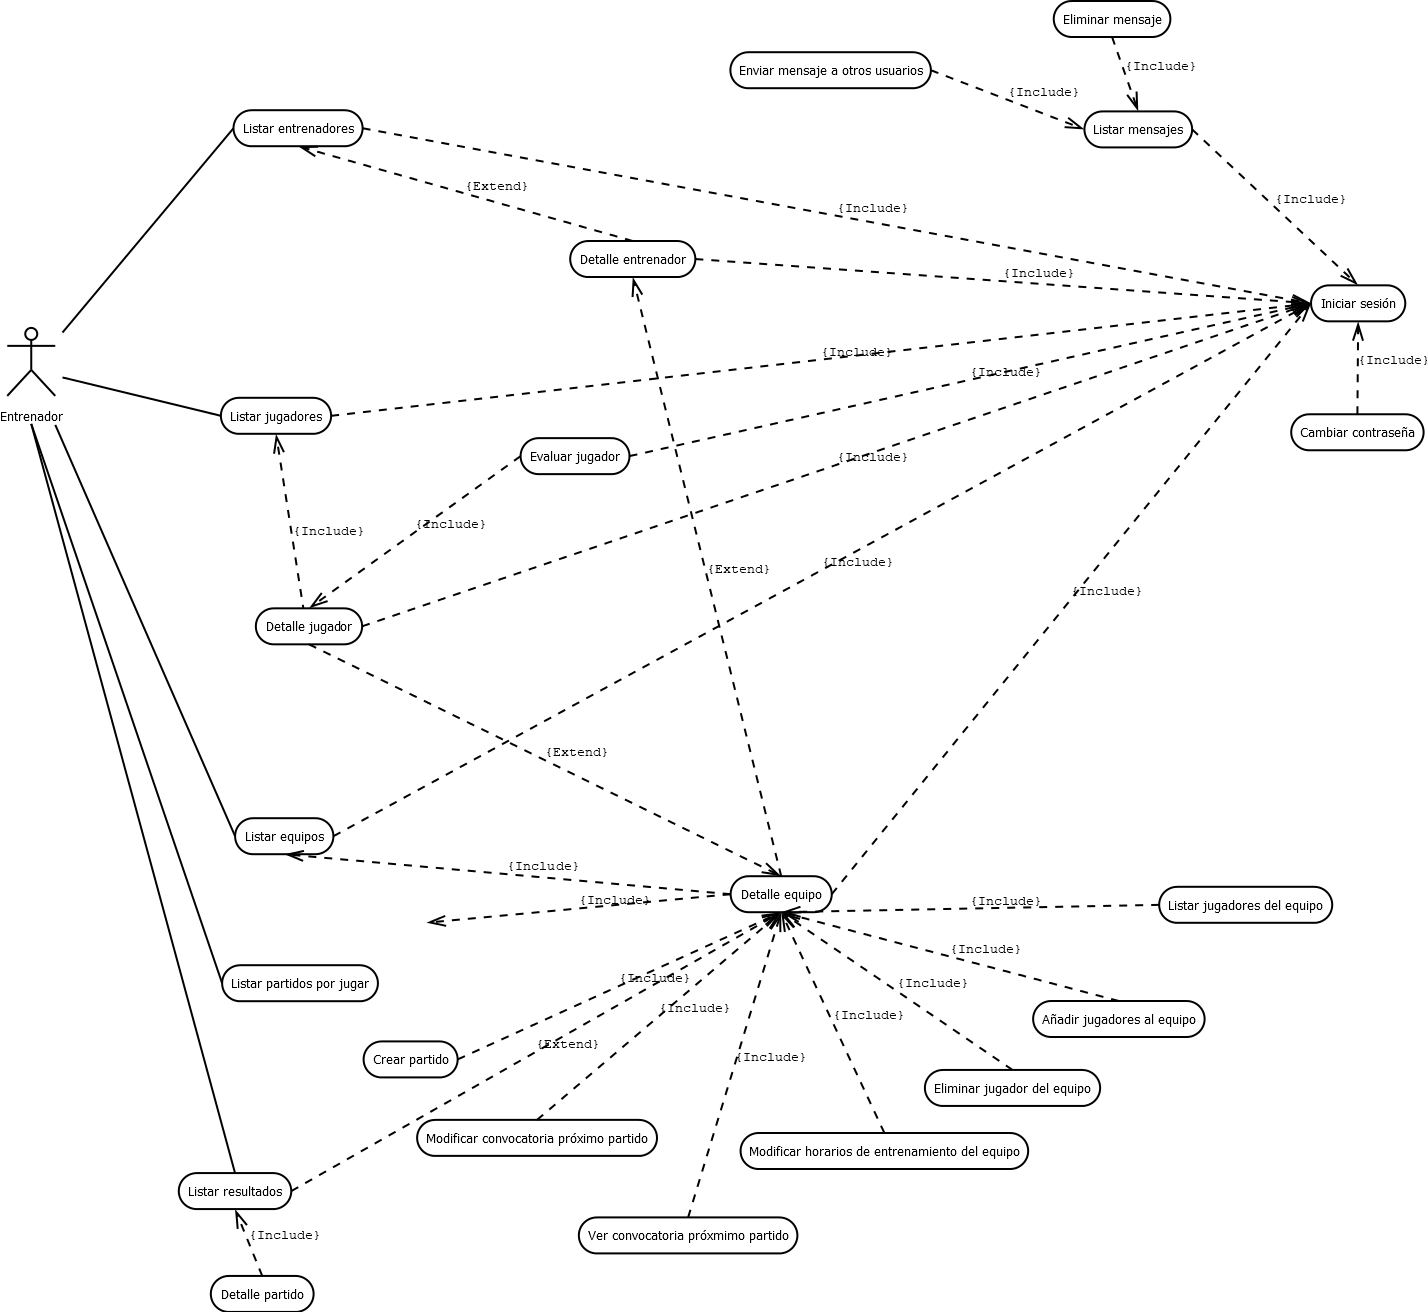 Eliminar mensaje
Enviar mensaje a otros usuarios
{Include}
{Include}
Listar entrenadores
Listar mensajes
{Extend}
{Include}
{Include}
Detalle entrenador
{Include}
Iniciar sesión
{Include}
{Include}
{Include}
Entrenador
Listar jugadores
Cambiar contraseña
Evaluar jugador
{Include}
{Include}
{Include}
{Include}
{Extend}
{Include}
Detalle jugador
{Extend}
Listar equipos
{Include}
Detalle equipo
{Include}
{Include}
Listar jugadores del equipo
{Include}
Listar partidos por jugar
{Include}
{Include}
{Include}
{Include}
Añadir jugadores al equipo
{Extend}
Crear partido
{Include}
Eliminar jugador del equipo
Modificar convocatoria próximo partido
Modificar horarios de entrenamiento del equipo
Listar resultados
{Include}
Ver convocatoria próxmimo partido
Detalle partido